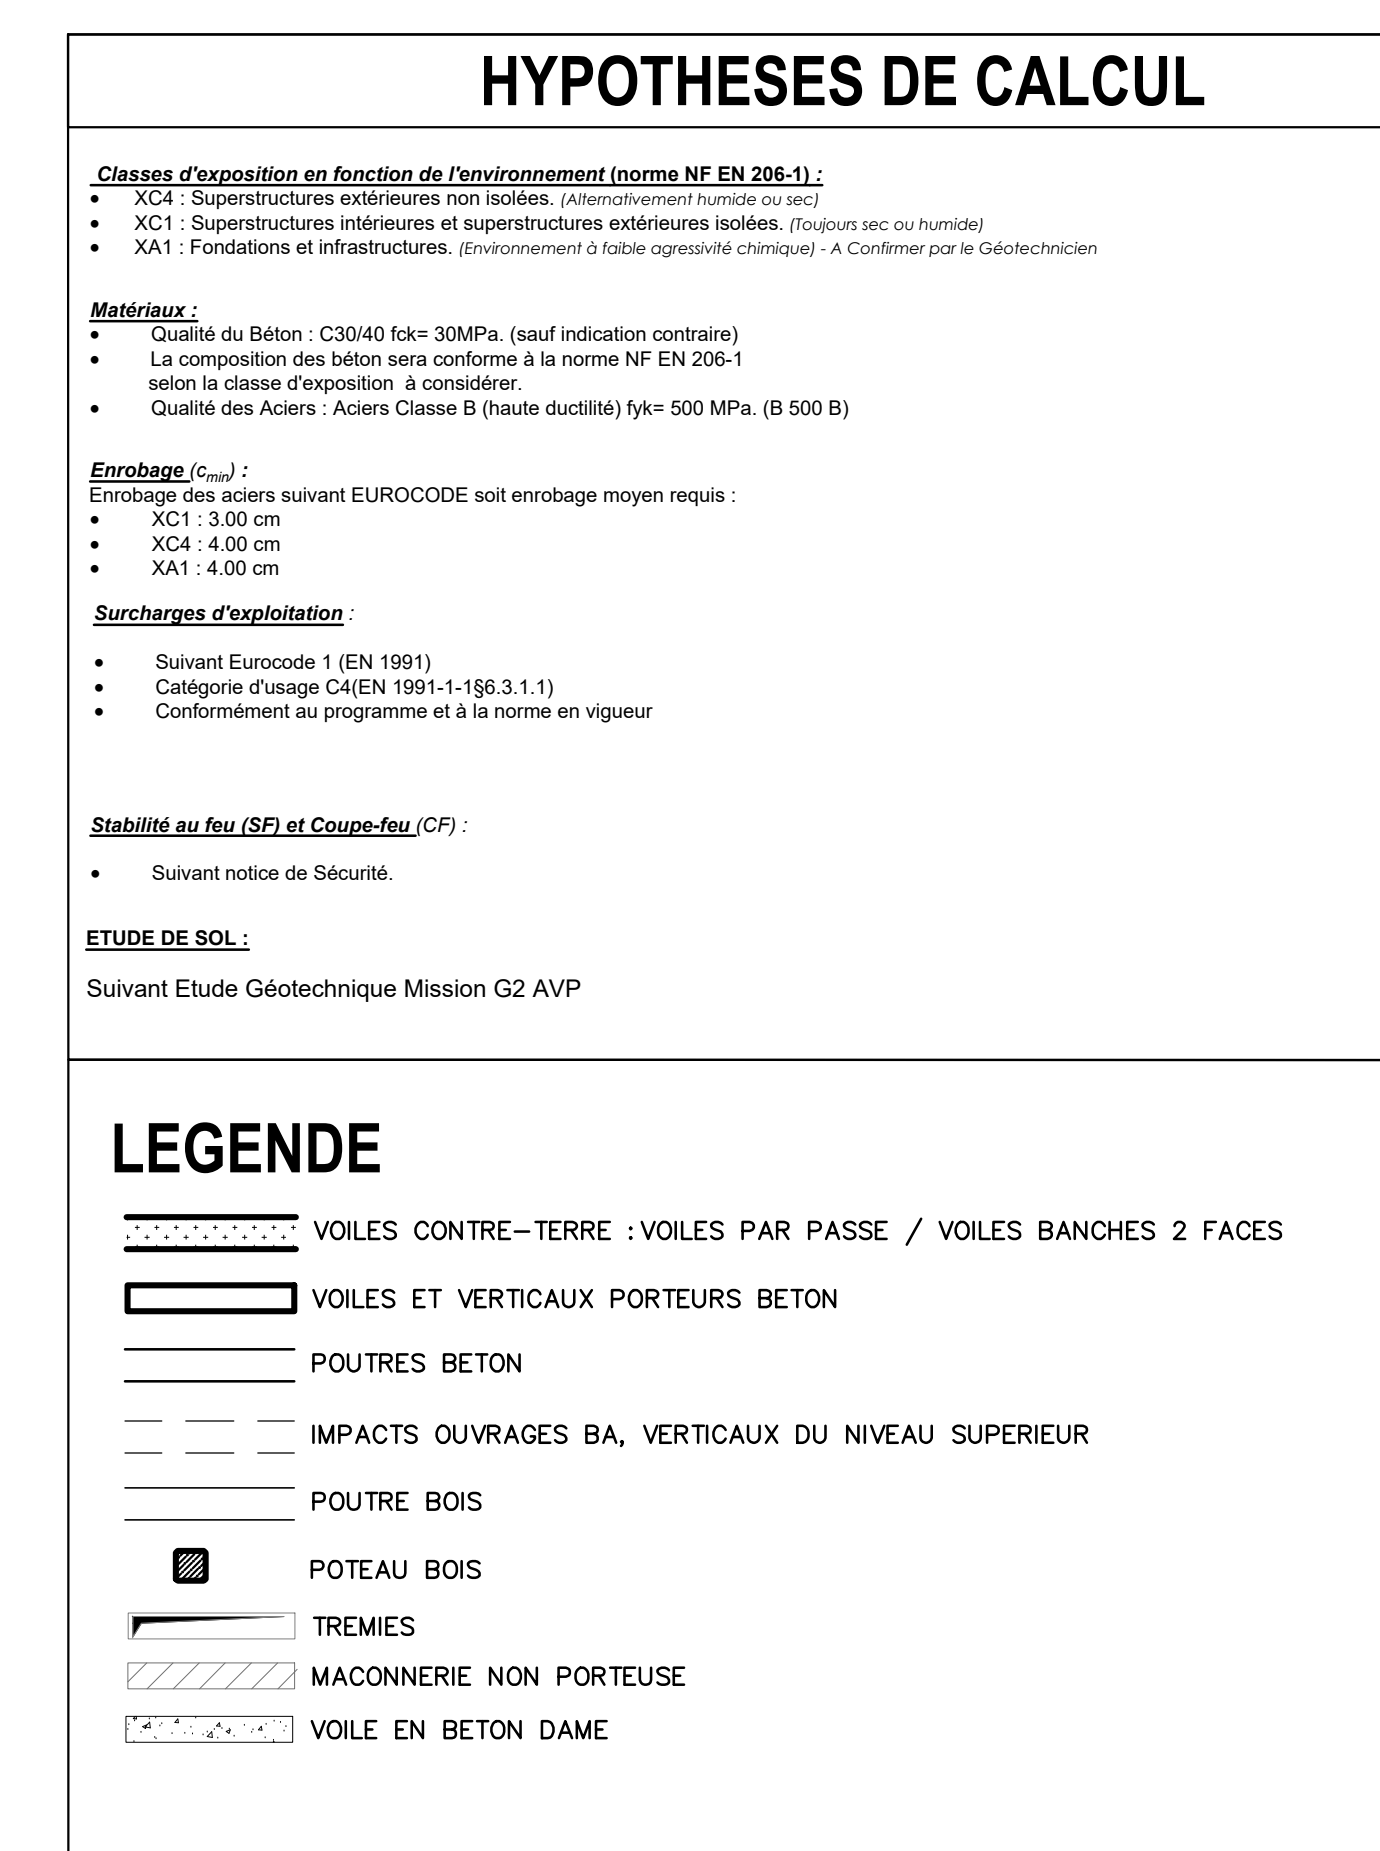 HYPOTHESES DE CALCUL
Classes d'exposition en fonction de l'environnement (norme NF EN 206-1) :
• XC4 : Superstructures extérieures non isolées. (Alternativement humide ou sec)
• XC1 : Superstructures intérieures et superstructures extérieures isolées. (Toujours sec ou humide)
• XA1 : Fondations et infrastructures. (Environnement à faible agressivité chimique) - A Confirmer par le Géotechnicien
Matériaux :
• Qualité du Béton : C30/40 fck= 30MPa. (sauf indication contraire)
• La composition des béton sera conforme à la norme NF EN 206-1
selon la classe d'exposition à considérer.
• Qualité des Aciers : Aciers Classe B (haute ductilité) fyk= 500 MPa. (B 500 B)
Enrobage (cmin) :
Enrobage des aciers suivant EUROCODE soit enrobage moyen requis :
• XC1 : 3.00 cm
• XC4 : 4.00 cm
• XA1 : 4.00 cm
Surcharges d'exploitation :
• Suivant Eurocode 1 (EN 1991)
• Catégorie d'usage C4(EN 1991-1-1§6.3.1.1)
• Conformément au programme et à la norme en vigueur
Stabilité au feu (SF) et Coupe-feu (CF) :
• Suivant notice de Sécurité.
ETUDE DE SOL :
Suivant Etude Géotechnique Mission G2 AVP
LEGENDE
VOILES CONTRE-TERRE : VOILES PAR PASSE / VOILES BANCHES 2 FACES
VOILES ET VERTICAUX PORTEURS BETON
POUTRES BETON
IMPACTS OUVRAGES BA, VERTICAUX DU NIVEAU SUPERIEUR
POUTRE BOIS
POTEAU BOIS
TREMIES
MACONNERIE NON PORTEUSE
VOILE EN BETON DAME